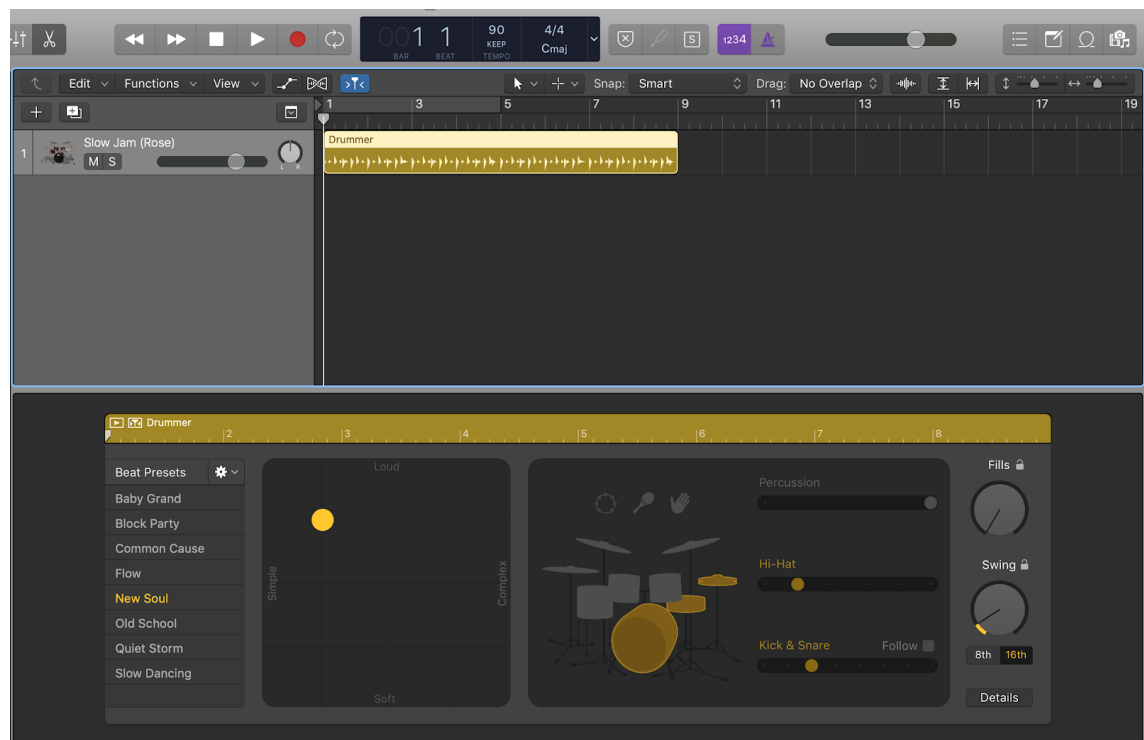 001 1 90 4/4
KEEP Cmaj
BAR BEAT TEMPO
S 1234
Edit Functions View Snap: Smart Drag: No Overlap
1 3 5 7 9 11 13 15 17 19
1 Slow Jam (Rose)
M S
L R
Drummer
Drummer
2 3 4 5 6 7 8
Beat Presets
Baby Grand
Block Party
Common Cause
Flow
New Soul
Old School
Quiet Storm
Slow Dancing
Loud
Simple
Complex
Soft
Percussion
Hi-Hat
Kick & Snare Follow
Fills
Swing
8th 16th
Details